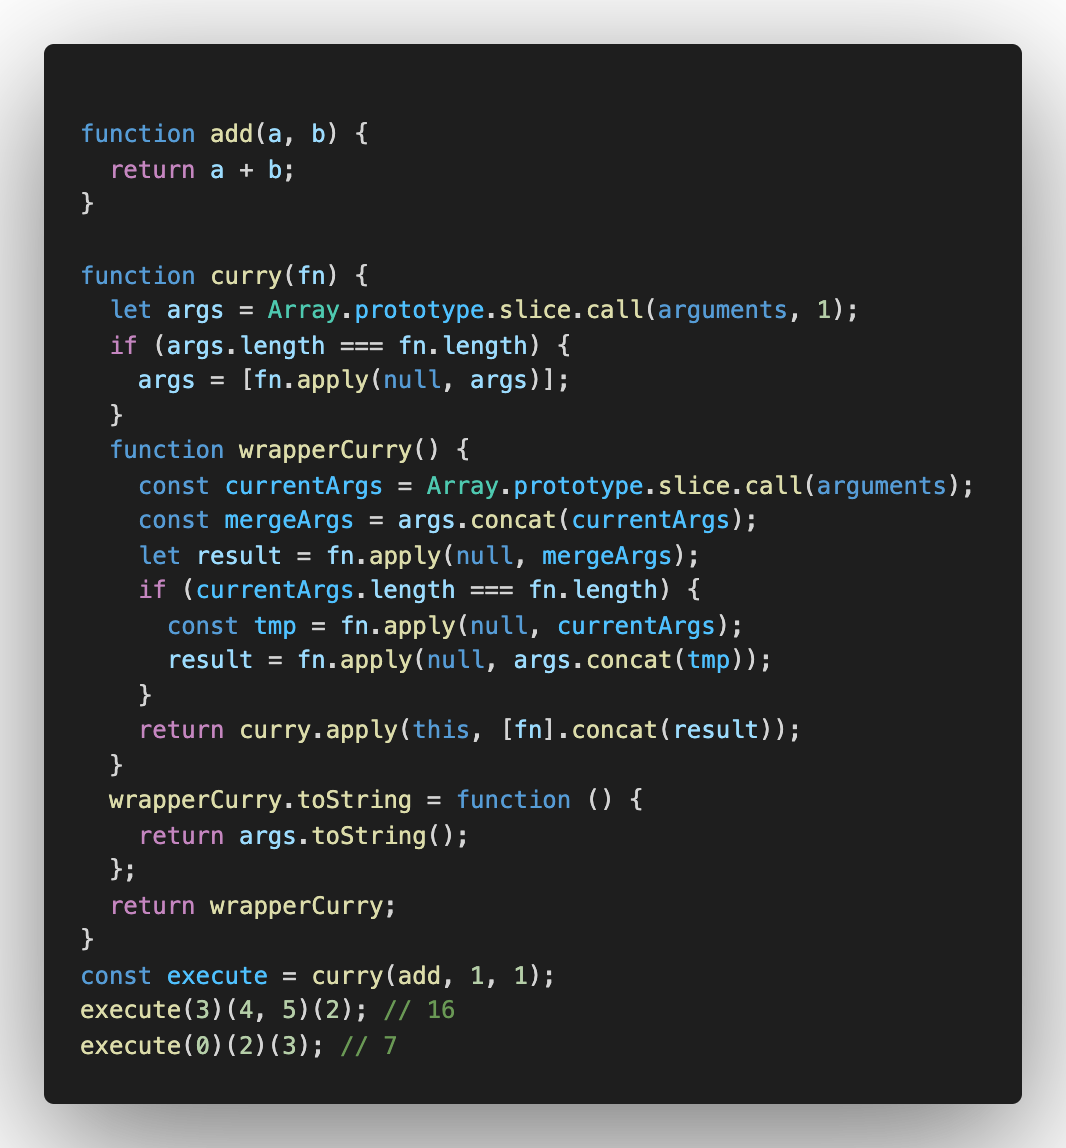 function add(a, b) {
  return a + b;
}

function curry(fn) {
  let args = Array.prototype.slice.call(arguments, 1);
  if (args.length === fn.length) {
    args = [fn.apply(null, args)];
  }
  function wrapperCurry() {
    const currentArgs = Array.prototype.slice.call(arguments);
    const mergeArgs = args.concat(currentArgs);
    let result = fn.apply(null, mergeArgs);
    if (currentArgs.length === fn.length) {
      const tmp = fn.apply(null, currentArgs);
      result = fn.apply(null, args.concat(tmp));
    }
    return curry.apply(this, [fn].concat(result));
  }
  wrapperCurry.toString = function () {
    return args.toString();
  };
  return wrapperCurry;
}
const execute = curry(add, 1, 1);
execute(3)(4, 5)(2); // 16
execute(0)(2)(3); // 7